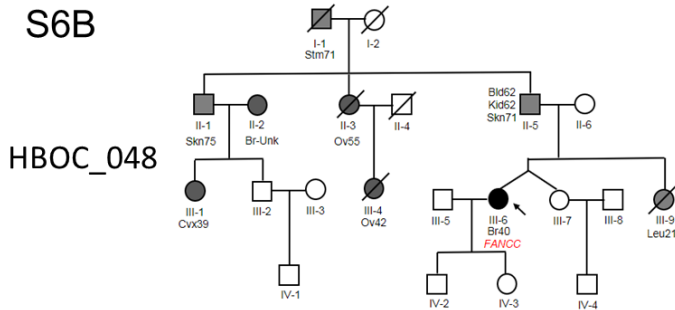 S6B
I-1
Stm71
I-2
Bld62
Kid62
Skn71
II-1
Skn75
II-2
Br-Unk
II-3
Ov55
II-4
II-5
II-6
HBOC_048
III-1
Cvx39
III-2
III-3
III-4
Ov42
III-5
III-6
Br40
FANCC
III-7
III-8
III-9
Leu21
IV-1
IV-2
IV-3
IV-4